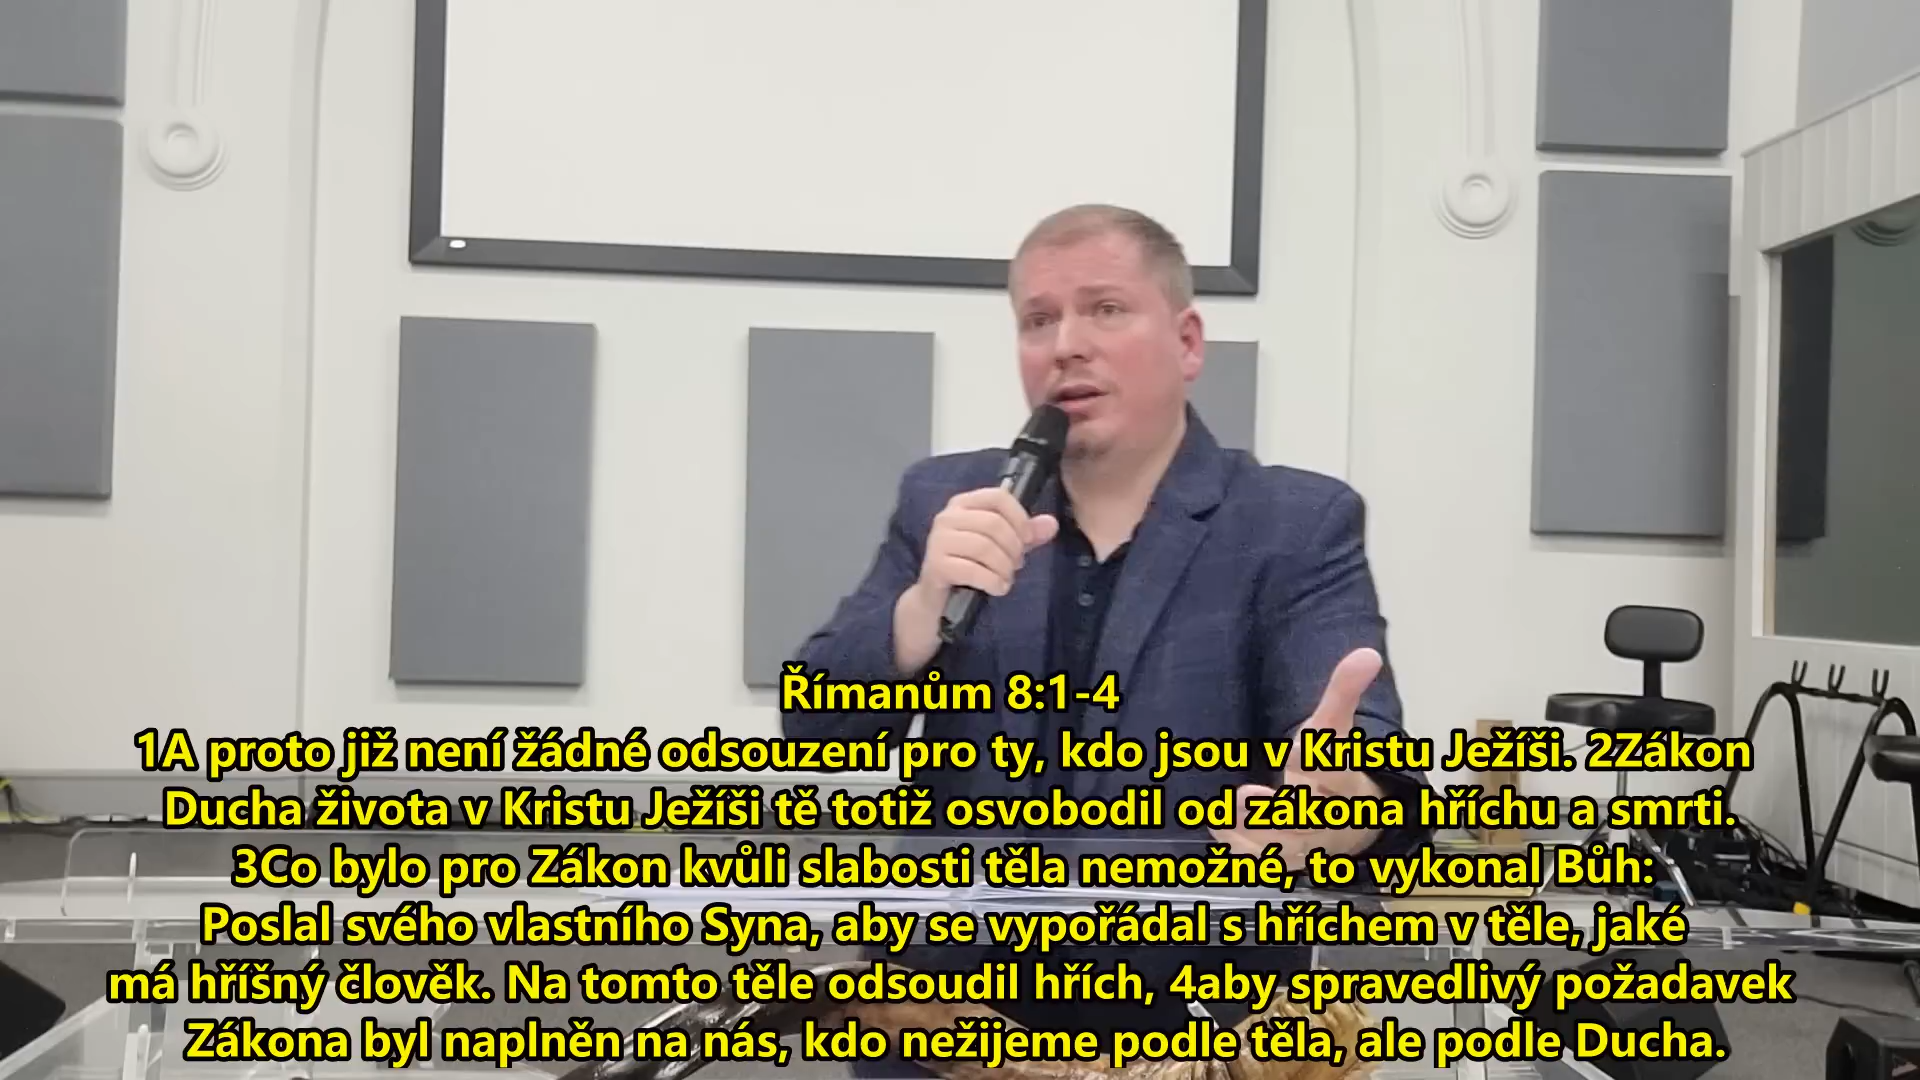 Římanům 8:1-4
1A proto již není žádné odsouzení pro ty, kdo jsou v Kristu Ježíši. 2Zákon
Ducha života v Kristu Ježíši tě totiž osvobodil od zákona hříchu a smrti.
3Co bylo pro Zákon kvůli slabosti těla nemožné, to vykonal Bůh:
Poslal svého vlastního Syna, aby se vypořádal s hříchem v těle, jaké
má hříšný člověk. Na tomto těle odsoudil hřích, 4aby spravedlivý požadavek
Zákona byl naplněn na nás, kdo nežijeme podle těla, ale podle Ducha.